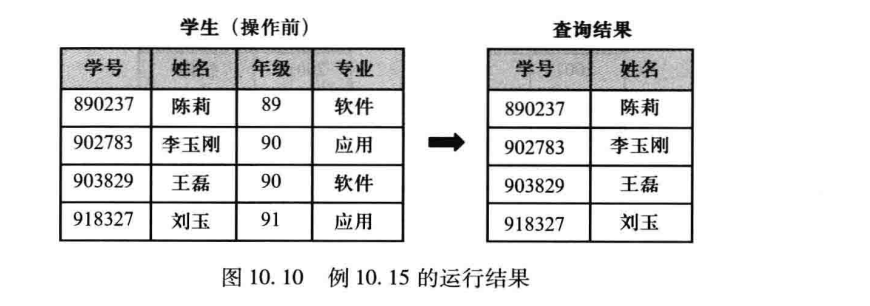 学生（操作前）
学号 姓名 年级 专业
890237 陈莉 89 软件
902783 李玉刚 90 应用
903829 王磊 90 软件
918327 刘玉 91 应用
查询结果
学号 姓名
890237 陈莉
902783 李玉刚
903829 王磊
918327 刘玉
图 10.10 例 10.15 的运行结果